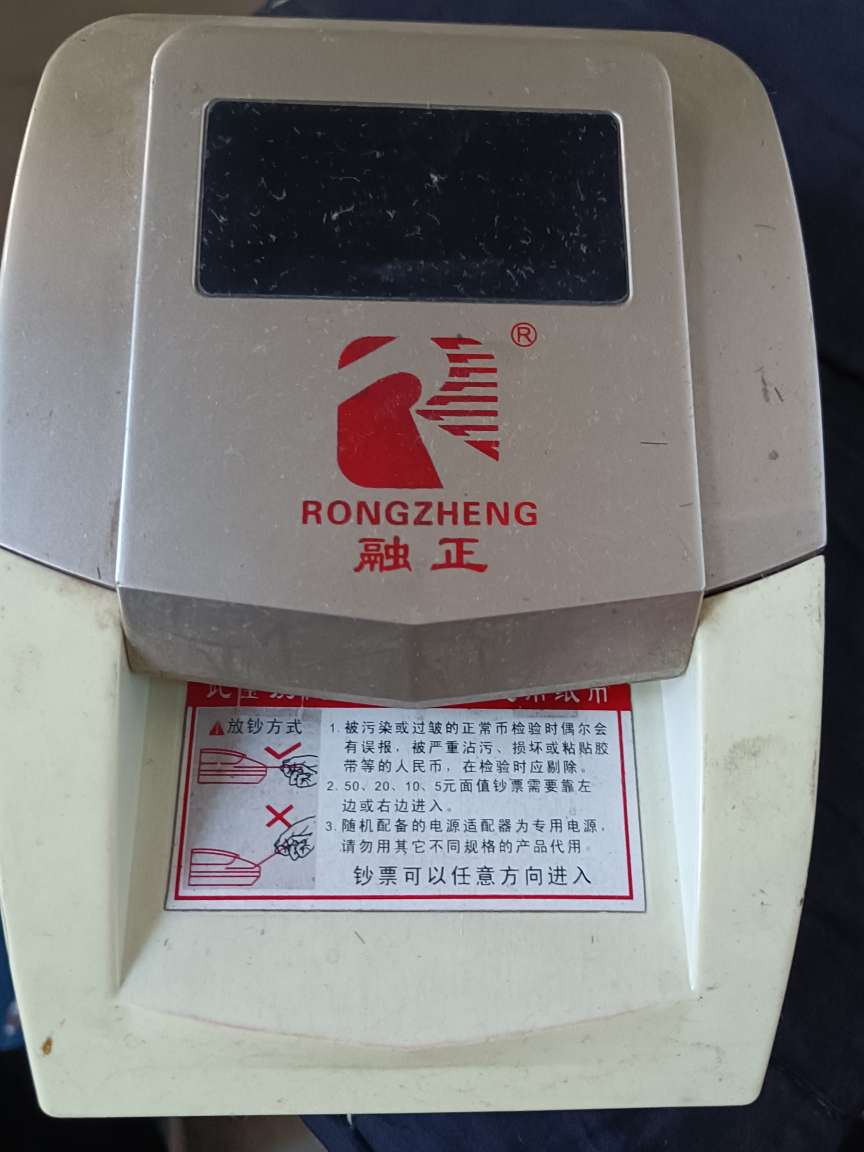 ®
RONGZHENG
融正
放钞方式
1. 被污染或过皱的正常币检验时偶尔会
有误报，被严重沾污、损坏或粘贴胶
带等的人民币，在检验时应剔除。
2. 50、20、10、5元面值钞票需要靠左
边或右边进入。
3. 随机配备的电源适配器为专用电源，
请勿用其它不同规格的产品代用。
钞票可以任意方向进入